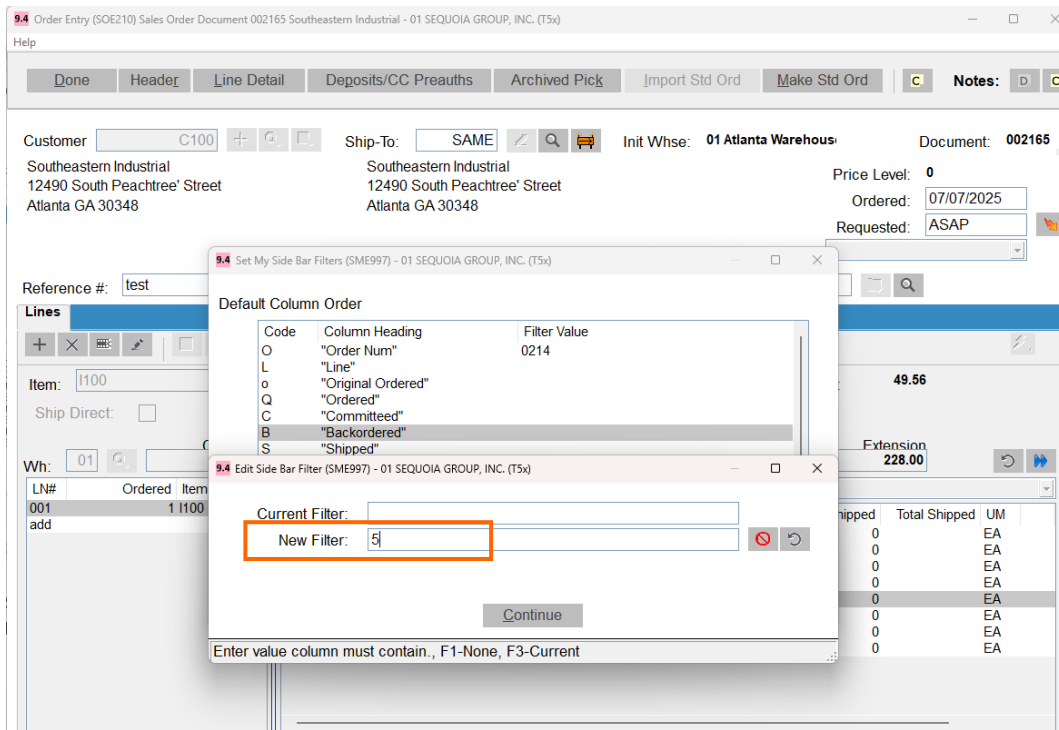 9.4 Order Entry (SOE210) Sales Order Document 002165 Southeastern Industrial - 01 SEQUOIA GROUP, INC. (T5x)
Help
Done Header Line Detail Deposits/CC Preauths Archived Pick Import Std Ord Make Std Ord C Notes: D C
Customer C100 Ship-To: SAME Init Whse: 01 Atlanta Warehous Document: 002165
Southeastern Industrial Southeastern Industrial
12490 South Peachtree' Street 12490 South Peachtree' Street
Atlanta GA 30348 Atlanta GA 30348
Price Level: 0
Ordered: 07/07/2025
Requested: ASAP
Reference #: test
Lines
Item: I100 49.56
Ship Direct:
Extension
Wh: 01 228.00
LN# Ordered Item
001 1 I100
add
9.4 Set My Side Bar Filters (SME997) - 01 SEQUOIA GROUP, INC. (T5x)
Default Column Order
Code Column Heading Filter Value
O "Order Num" 0214
L "Line"
o "Original Ordered"
Q "Ordered"
C "Committeed"
B "Backordered"
S "Shipped"
9.4 Edit Side Bar Filter (SME997) - 01 SEQUOIA GROUP, INC. (T5x)
Current Filter:
New Filter: 5
Continue
Enter value column must contain., F1-None, F3-Current
hipped Total Shipped UM
0 EA
0 EA
0 EA
0 EA
0 EA
0 EA
0 EA
0 EA